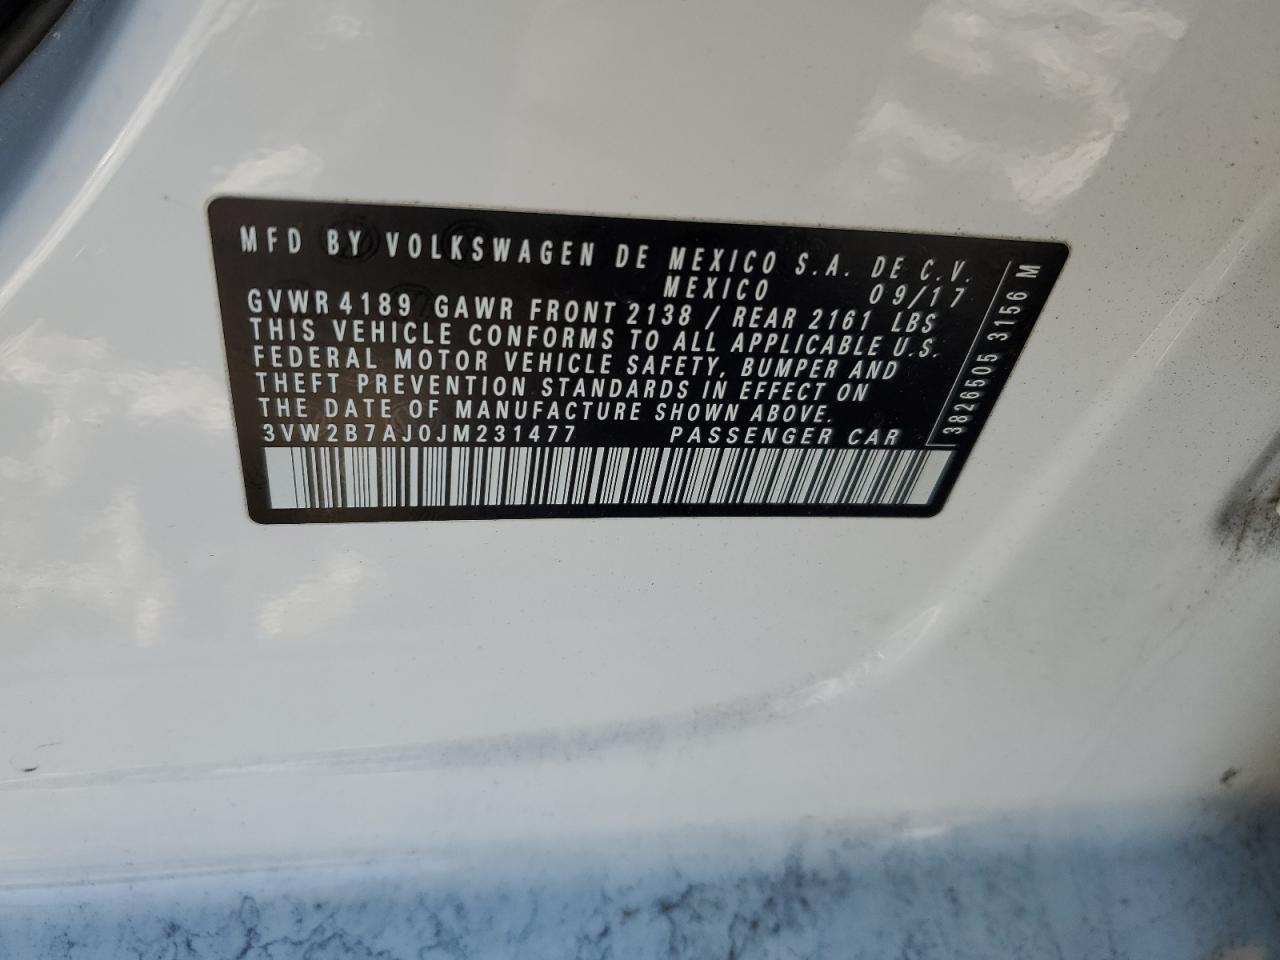 MFD BY VOLKSWAGEN DE MEXICO S.A. DE C.V.
MEXICO 09/17
GVWR 4189 GAWR FRONT 2138 / REAR 2161 LBS
THIS VEHICLE CONFORMS TO ALL APPLICABLE U.S.
FEDERAL MOTOR VEHICLE SAFETY, BUMPER AND
THEFT PREVENTION STANDARDS IN EFFECT ON
THE DATE OF MANUFACTURE SHOWN ABOVE.
3VW2B7AJ0JM231477 PASSENGER CAR
3826505 3156 M